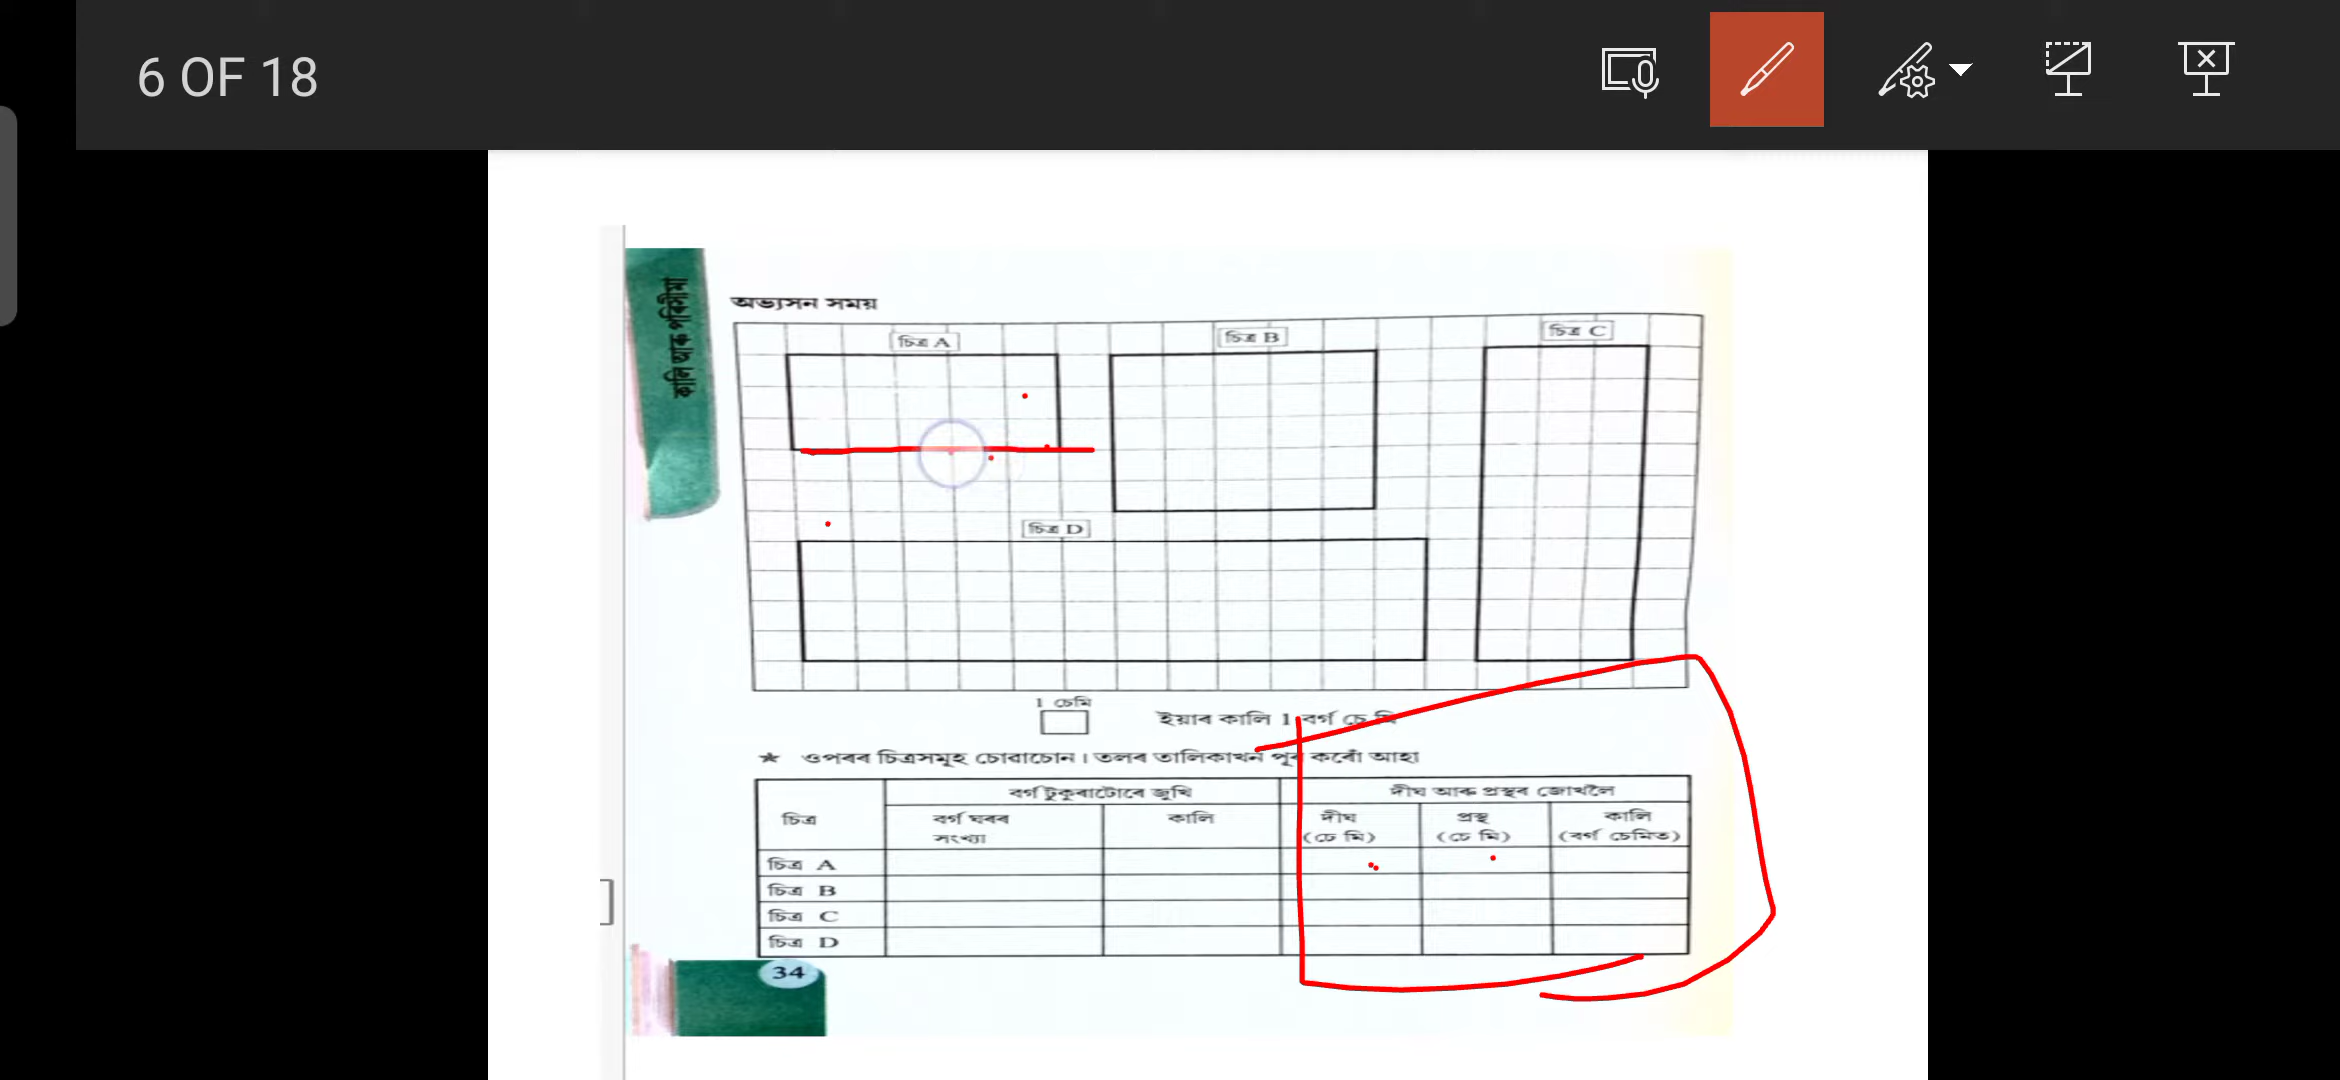 6 OF 18
কালি আৰু পৰিসীমা
অভ্যাসন সময়
চিত্ৰ A
চিত্ৰ B
চিত্ৰ C
চিত্ৰ D
1 চেমি
ইয়াৰ কালি 1 বৰ্গ চে মি
★ ওপৰৰ চিত্ৰসমূহ চোৱাচোন। তলৰ তালিকাখন পূৰ কৰোঁ আহা
চিত্ৰ
বৰ্গ টুকুৰাটোৰে জুখি
দীঘ আৰু প্ৰস্থৰ জোখলৈ
বৰ্গ ঘৰৰ
সংখ্যা
কালি
দীঘ
(চে মি)
প্ৰস্থ
(চে মি)
কালি
(বৰ্গ চেমিত)
চিত্ৰ A
চিত্ৰ B
চিত্ৰ C
চিত্ৰ D
34